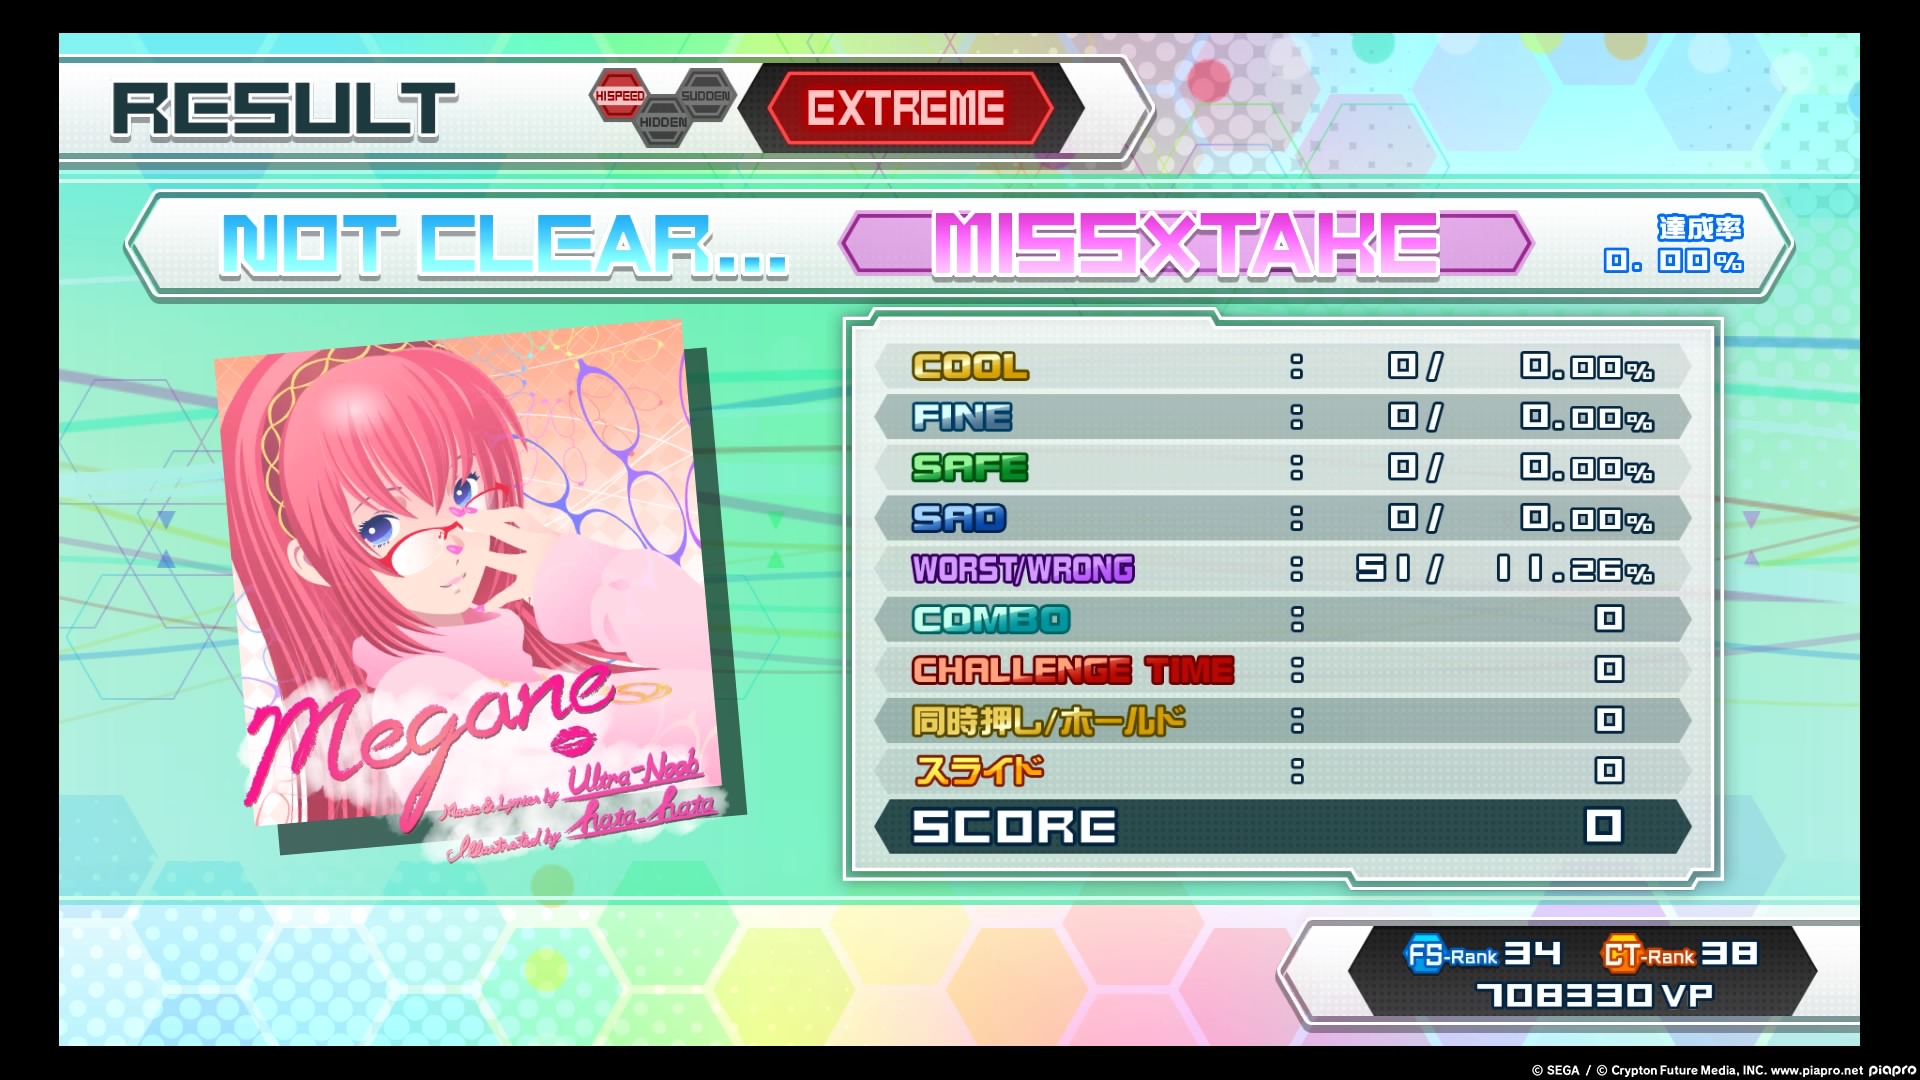 RESULT
HISPEED
SUDDEN
HIDDEN
EXTREME
NOT CLEAR...
MISS×TAKE
達成率
0.00%
COOL : 0/ 0.00%
FINE : 0/ 0.00%
SAFE : 0/ 0.00%
SAD : 0/ 0.00%
WORST/WRONG : 51/ 11.26%
COMBO : 0
CHALLENGE TIME : 0
同時押し/ホールド : 0
スライド : 0
SCORE 0
Megane
Music & Lyrics by Ultra-Noob
Illustrated by hata_hata
FS-Rank 34 CT-Rank 38
708330 VP
© SEGA / © Crypton Future Media, INC. www.piapro.net piapro